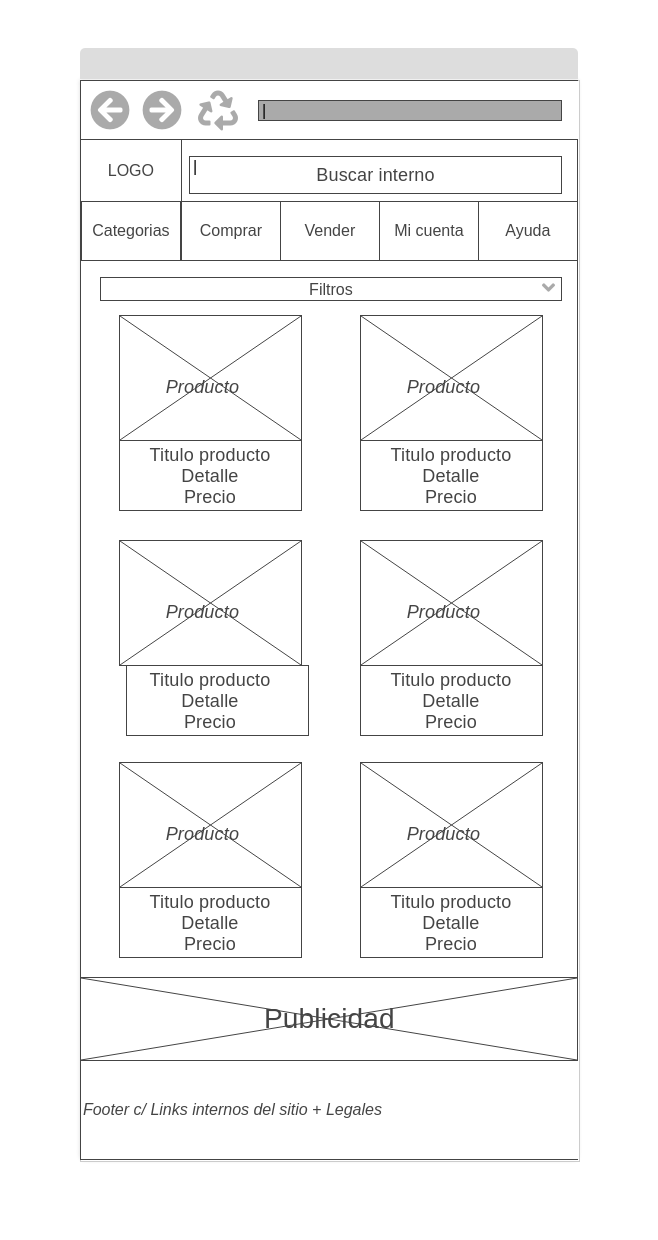 LOGO
Buscar interno
Categorias Comprar Vender Mi cuenta Ayuda
Filtros
Producto Producto
Titulo producto Titulo producto
Detalle Detalle
Precio Precio
Producto Producto
Titulo producto Titulo producto
Detalle Detalle
Precio Precio
Producto Producto
Titulo producto Titulo producto
Detalle Detalle
Precio Precio
Publicidad
Footer c/ Links internos del sitio + Legales